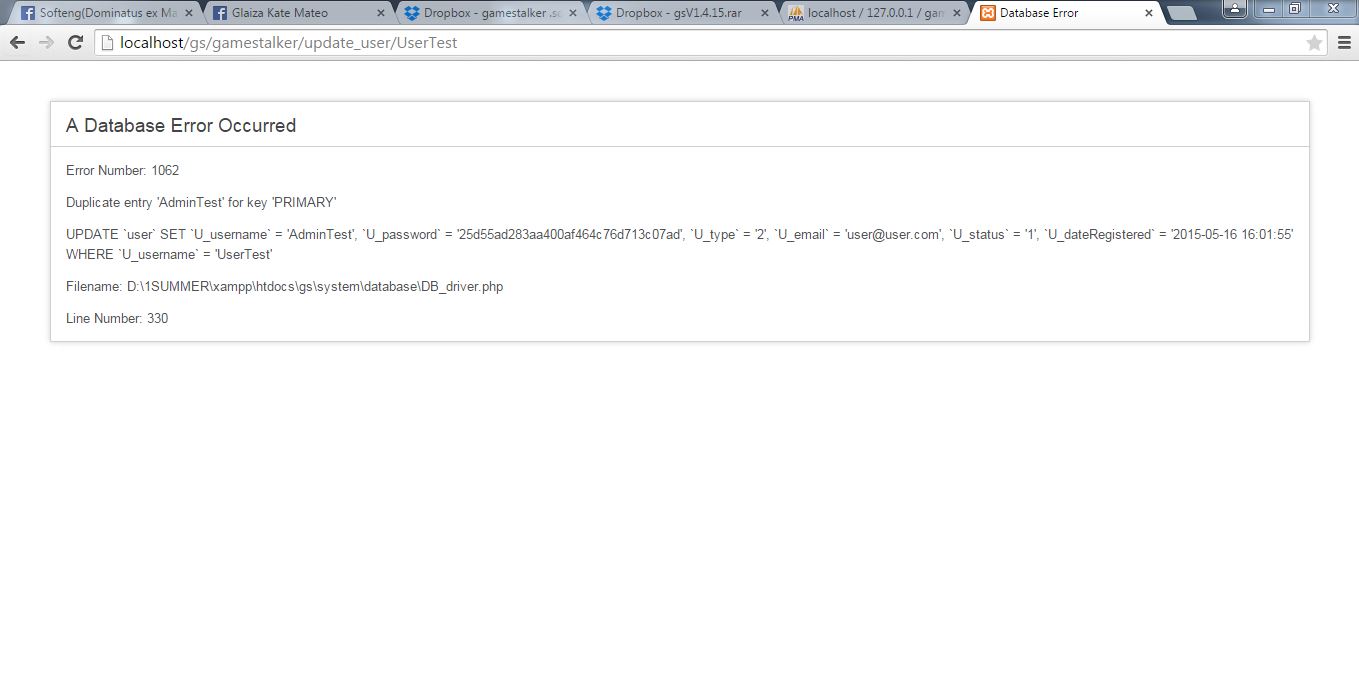 Softeng(Dominatus ex Ma
Glaiza Kate Mateo
Dropbox - gamestalker .sq
Dropbox - gsV1.4.15.rar
PMA
localhost / 127.0.0.1 / gam
Database Error
localhost/gs/gamestalker/update_user/UserTest
A Database Error Occurred
Error Number: 1062
Duplicate entry 'AdminTest' for key 'PRIMARY'
UPDATE `user` SET `U_username` = 'AdminTest', `U_password` = '25d55ad283aa400af464c76d713c07ad', `U_type` = '2', `U_email` = 'user@user.com', `U_status` = '1', `U_dateRegistered` = '2015-05-16 16:01:55'
WHERE `U_username` = 'UserTest'
Filename: D:\1SUMMER\xampp\htdocs\gs\system\database\DB_driver.php
Line Number: 330